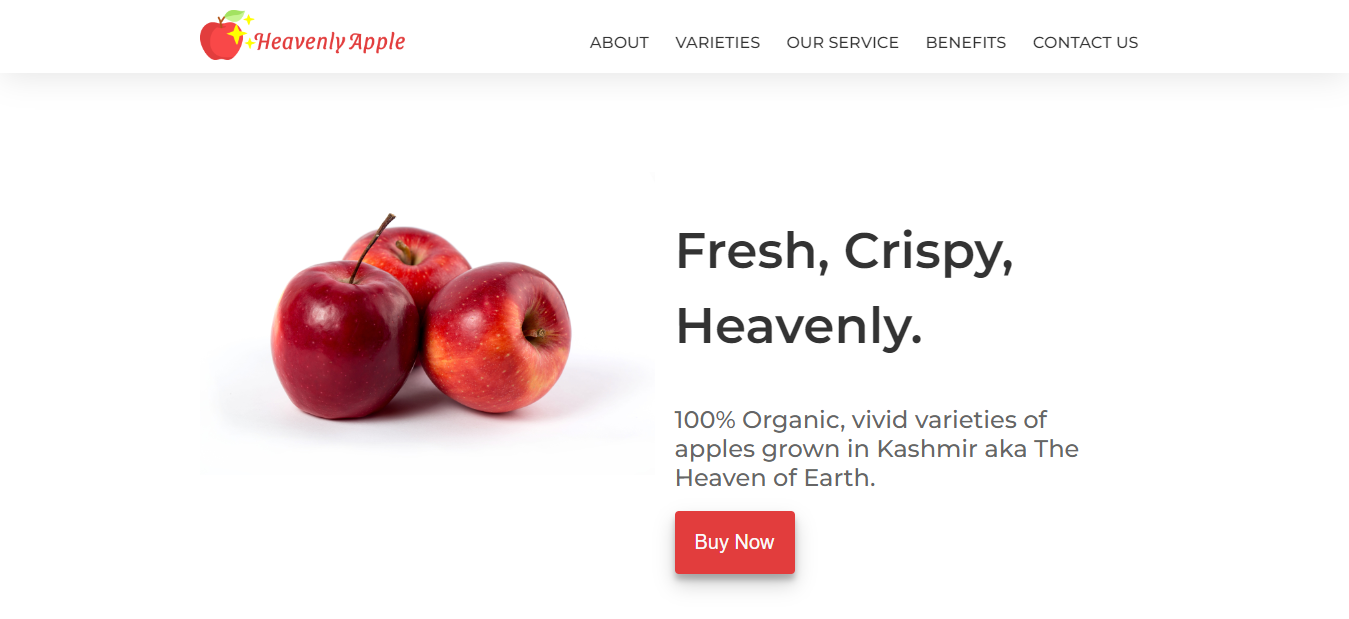 Heavenly Apple
ABOUT VARIETIES OUR SERVICE BENEFITS CONTACT US
Fresh, Crispy,
Heavenly.
100% Organic, vivid varieties of
apples grown in Kashmir aka The
Heaven of Earth.
Buy Now